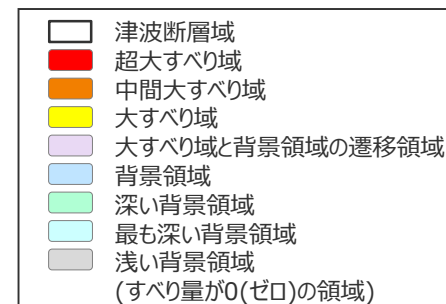 津波断層域
超大すべり域
中間大すべり域
大すべり域
大すべり域と背景領域の遷移領域
背景領域
深い背景領域
最も深い背景領域
浅い背景領域
(すべり量が0(ゼロ)の領域)